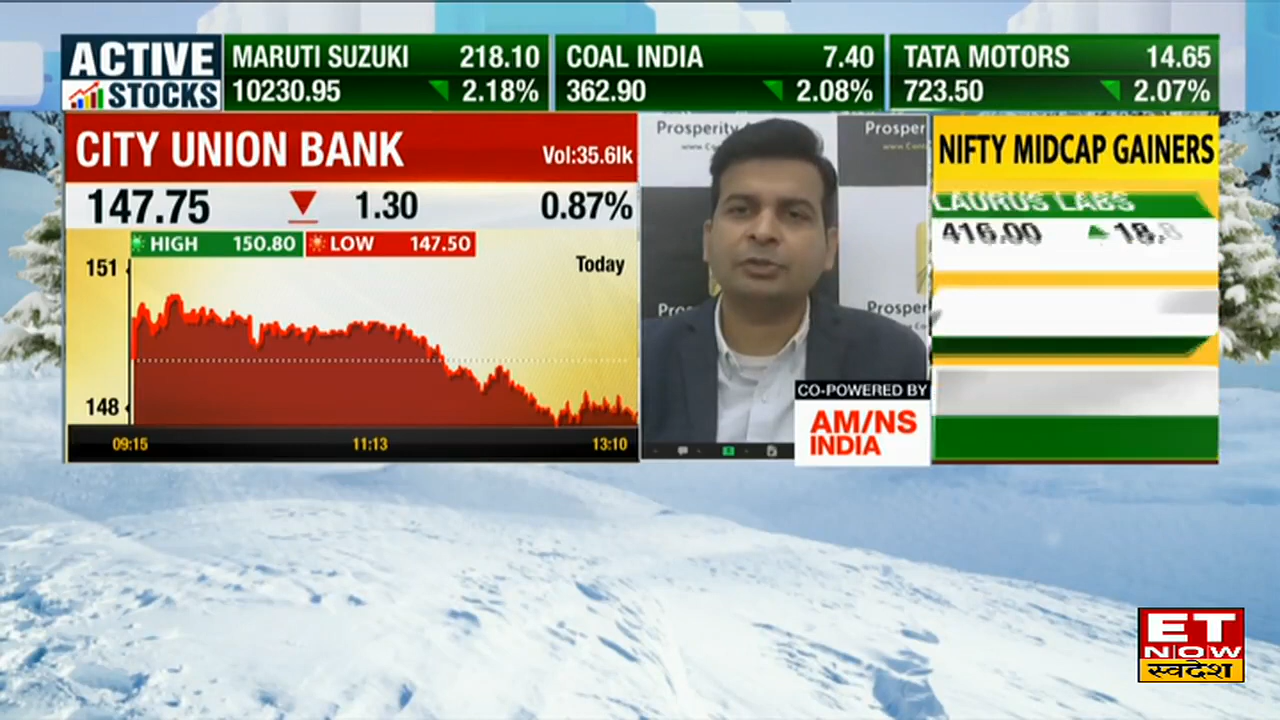 ACTIVE STOCKS
MARUTI SUZUKI 218.10
10230.95 2.18%
COAL INDIA 7.40
362.90 2.08%
TATA MOTORS 14.65
723.50 2.07%
CITY UNION BANK Vol:35.6lk
147.75 1.30 0.87%
HIGH 150.80 LOW 147.50
Today
151
148
09:15 11:13 13:10
Prosperity
Prosper
Prosper
CO-POWERED BY
AM/NS
INDIA
NIFTY MIDCAP GAINERS
LAURUS LABS
416.00
ET
NOW
स्वदेश